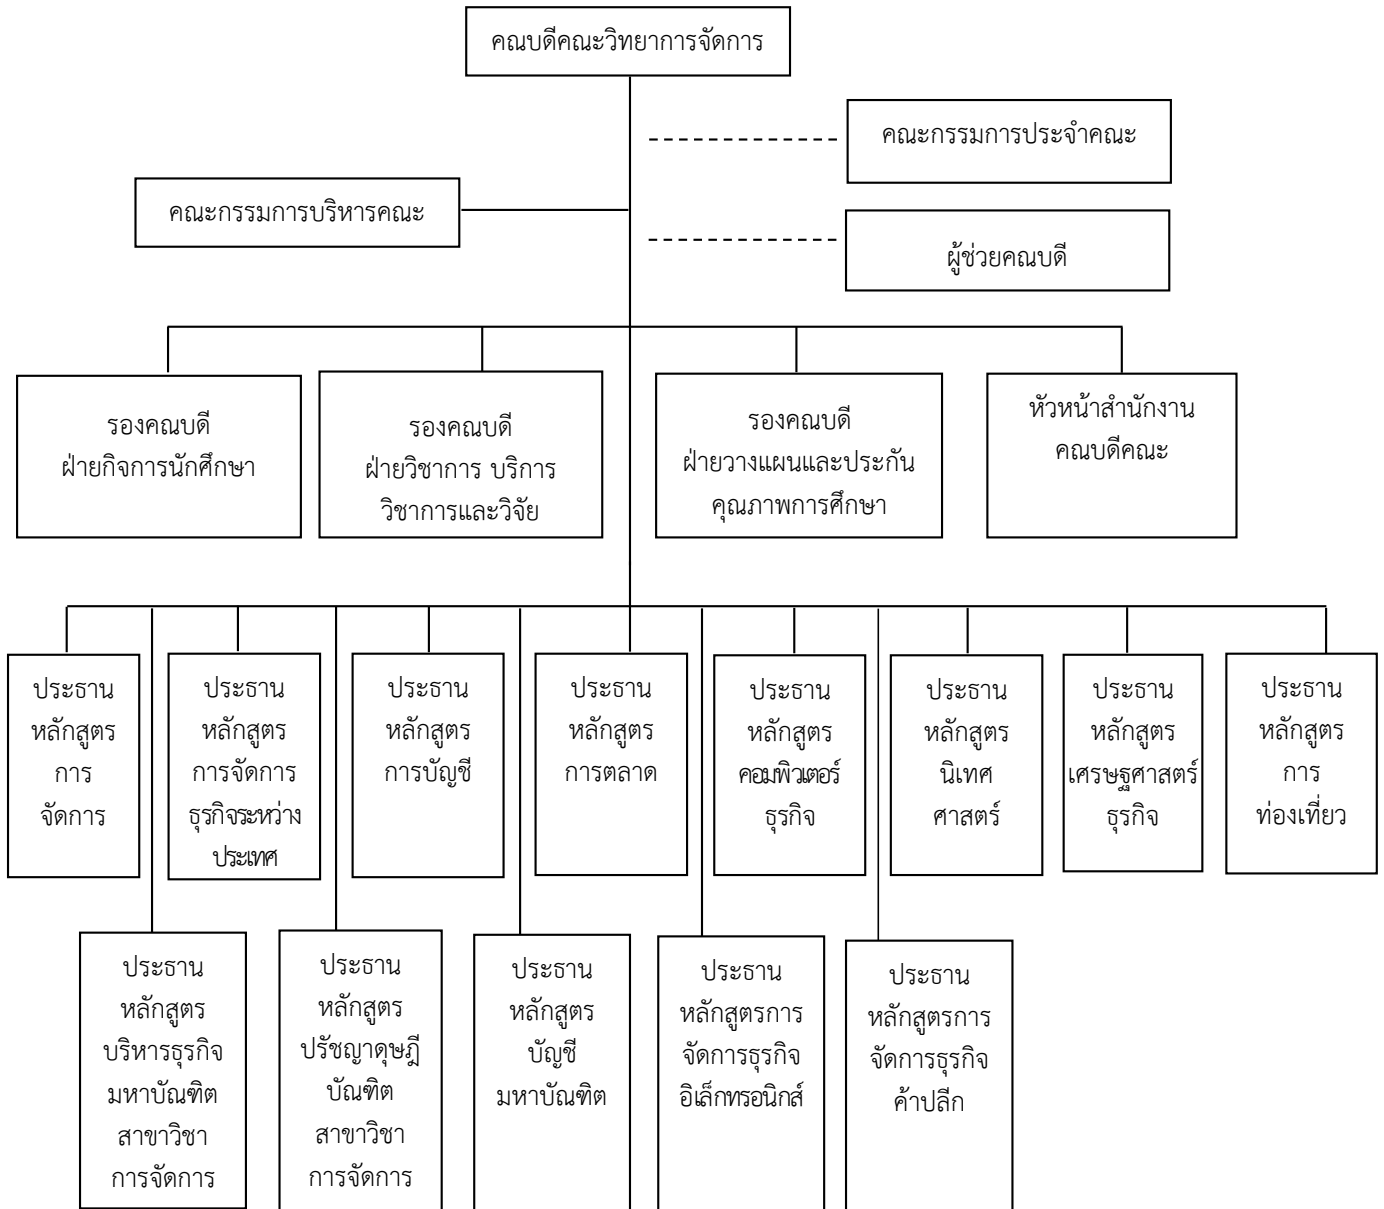 คณบดีคณะวิทยาการจัดการ
คณะกรรมการประจำคณะ
คณะกรรมการบริหารคณะ
ผู้ช่วยคณบดี
รองคณบดี
ฝ่ายกิจการนักศึกษา
รองคณบดี
ฝ่ายวิชาการ บริการ
วิชาการและวิจัย
รองคณบดี
ฝ่ายวางแผนและประกัน
คุณภาพการศึกษา
หัวหน้าสำนักงาน
คณบดีคณะ
ประธาน
หลักสูตร
การ
จัดการ
ประธาน
หลักสูตร
การจัดการ
ธุรกิจระหว่าง
ประเทศ
ประธาน
หลักสูตร
การบัญชี
ประธาน
หลักสูตร
การตลาด
ประธาน
หลักสูตร
คอมพิวเตอร์
ธุรกิจ
ประธาน
หลักสูตร
นิเทศ
ศาสตร์
ประธาน
หลักสูตร
เศรษฐศาสตร์
ธุรกิจ
ประธาน
หลักสูตร
การ
ท่องเที่ยว
ประธาน
หลักสูตร
บริหารธุรกิจ
มหาบัณฑิต
สาขาวิชา
การจัดการ
ประธาน
หลักสูตร
ปรัชญาดุษฎี
บัณฑิต
สาขาวิชา
การจัดการ
ประธาน
หลักสูตร
บัญชี
มหาบัณฑิต
ประธาน
หลักสูตรการ
จัดการธุรกิจ
อิเล็กทรอนิกส์
ประธาน
หลักสูตรการ
จัดการธุรกิจ
ค้าปลีก